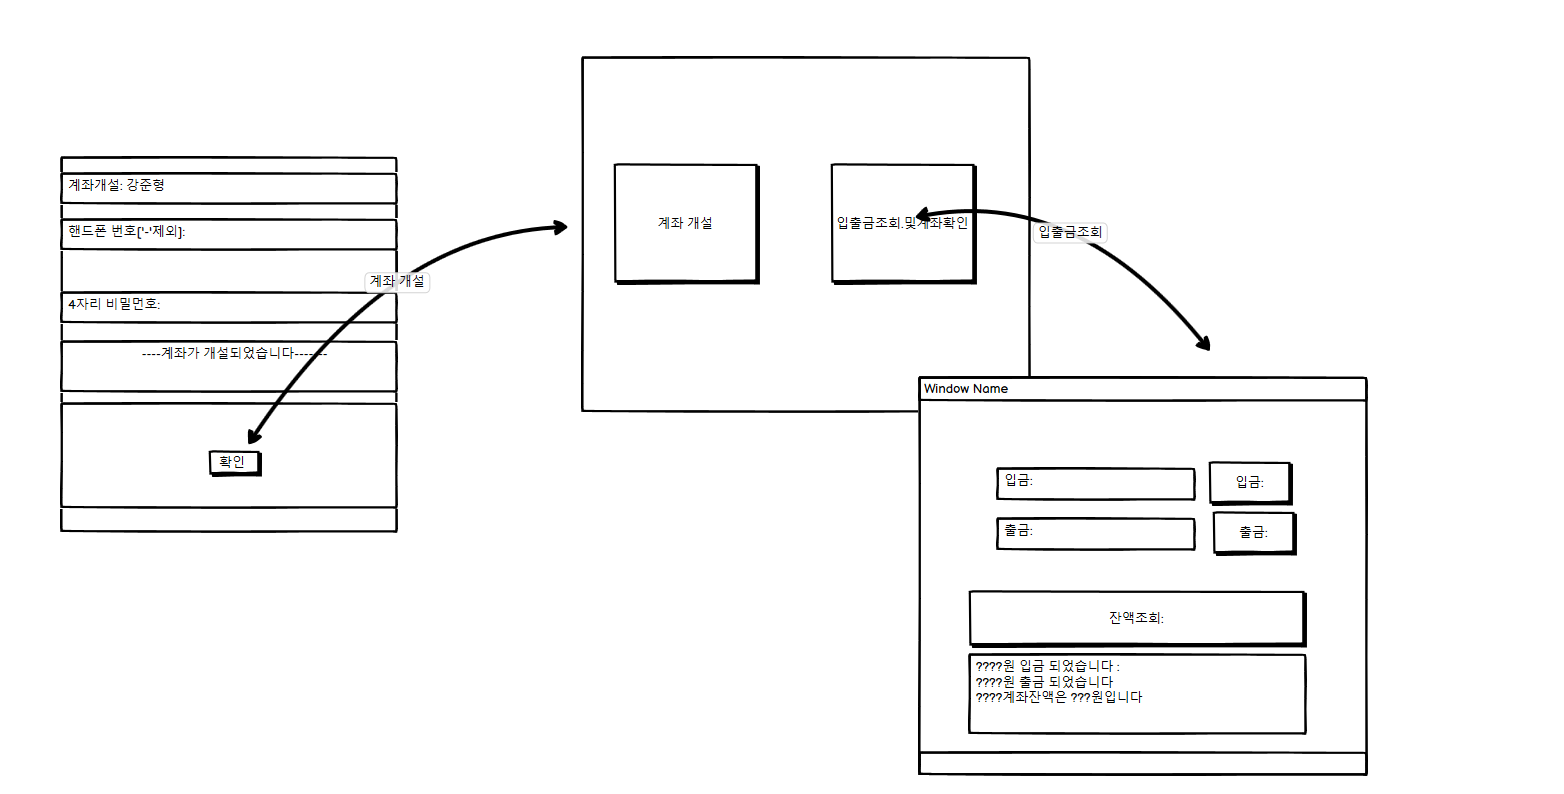 계좌개설: 강준형
핸드폰 번호['-'제외]:
4자리 비밀먼호:
----계좌가 개설되었습니다-------
확인
계좌 개설
계좌 개설
입출금조회.및계좌확인
입출금조회
Window Name
입금:
입금:
출금:
출금:
잔액조회:
????원 입금 되었습니다 :
????원 출금 되었습니다
????계좌잔액은 ???원입니다